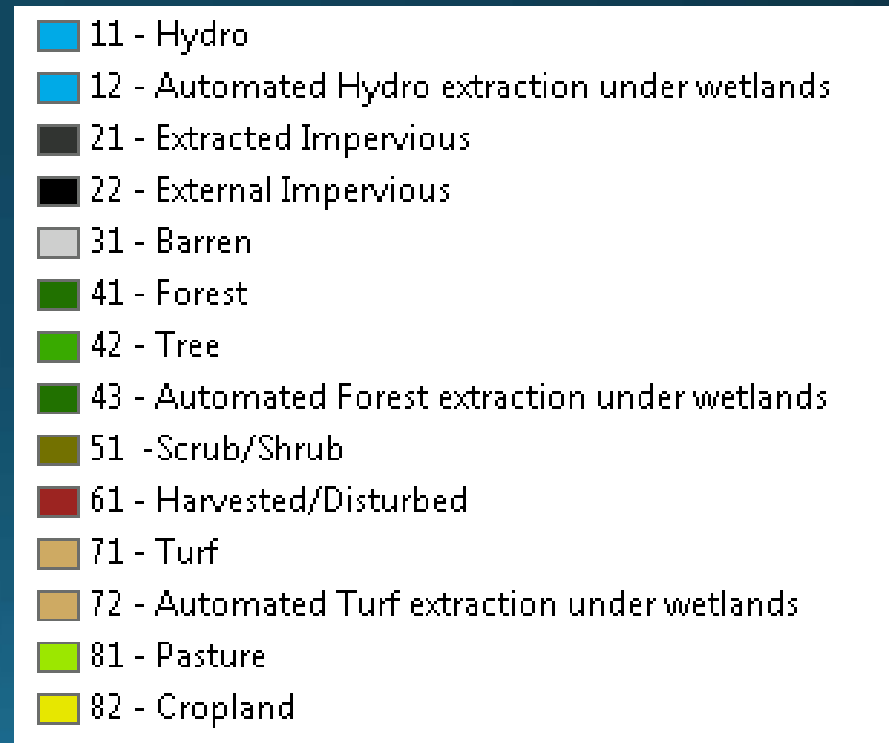 11 - Hydro
12 - Automated Hydro extraction under wetlands
21 - Extracted Impervious
22 - External Impervious
31 - Barren
41 - Forest
42 - Tree
43 - Automated Forest extraction under wetlands
51 -Scrub/Shrub
61 - Harvested/Disturbed
71 - Turf
72 - Automated Turf extraction under wetlands
81 - Pasture
82 - Cropland